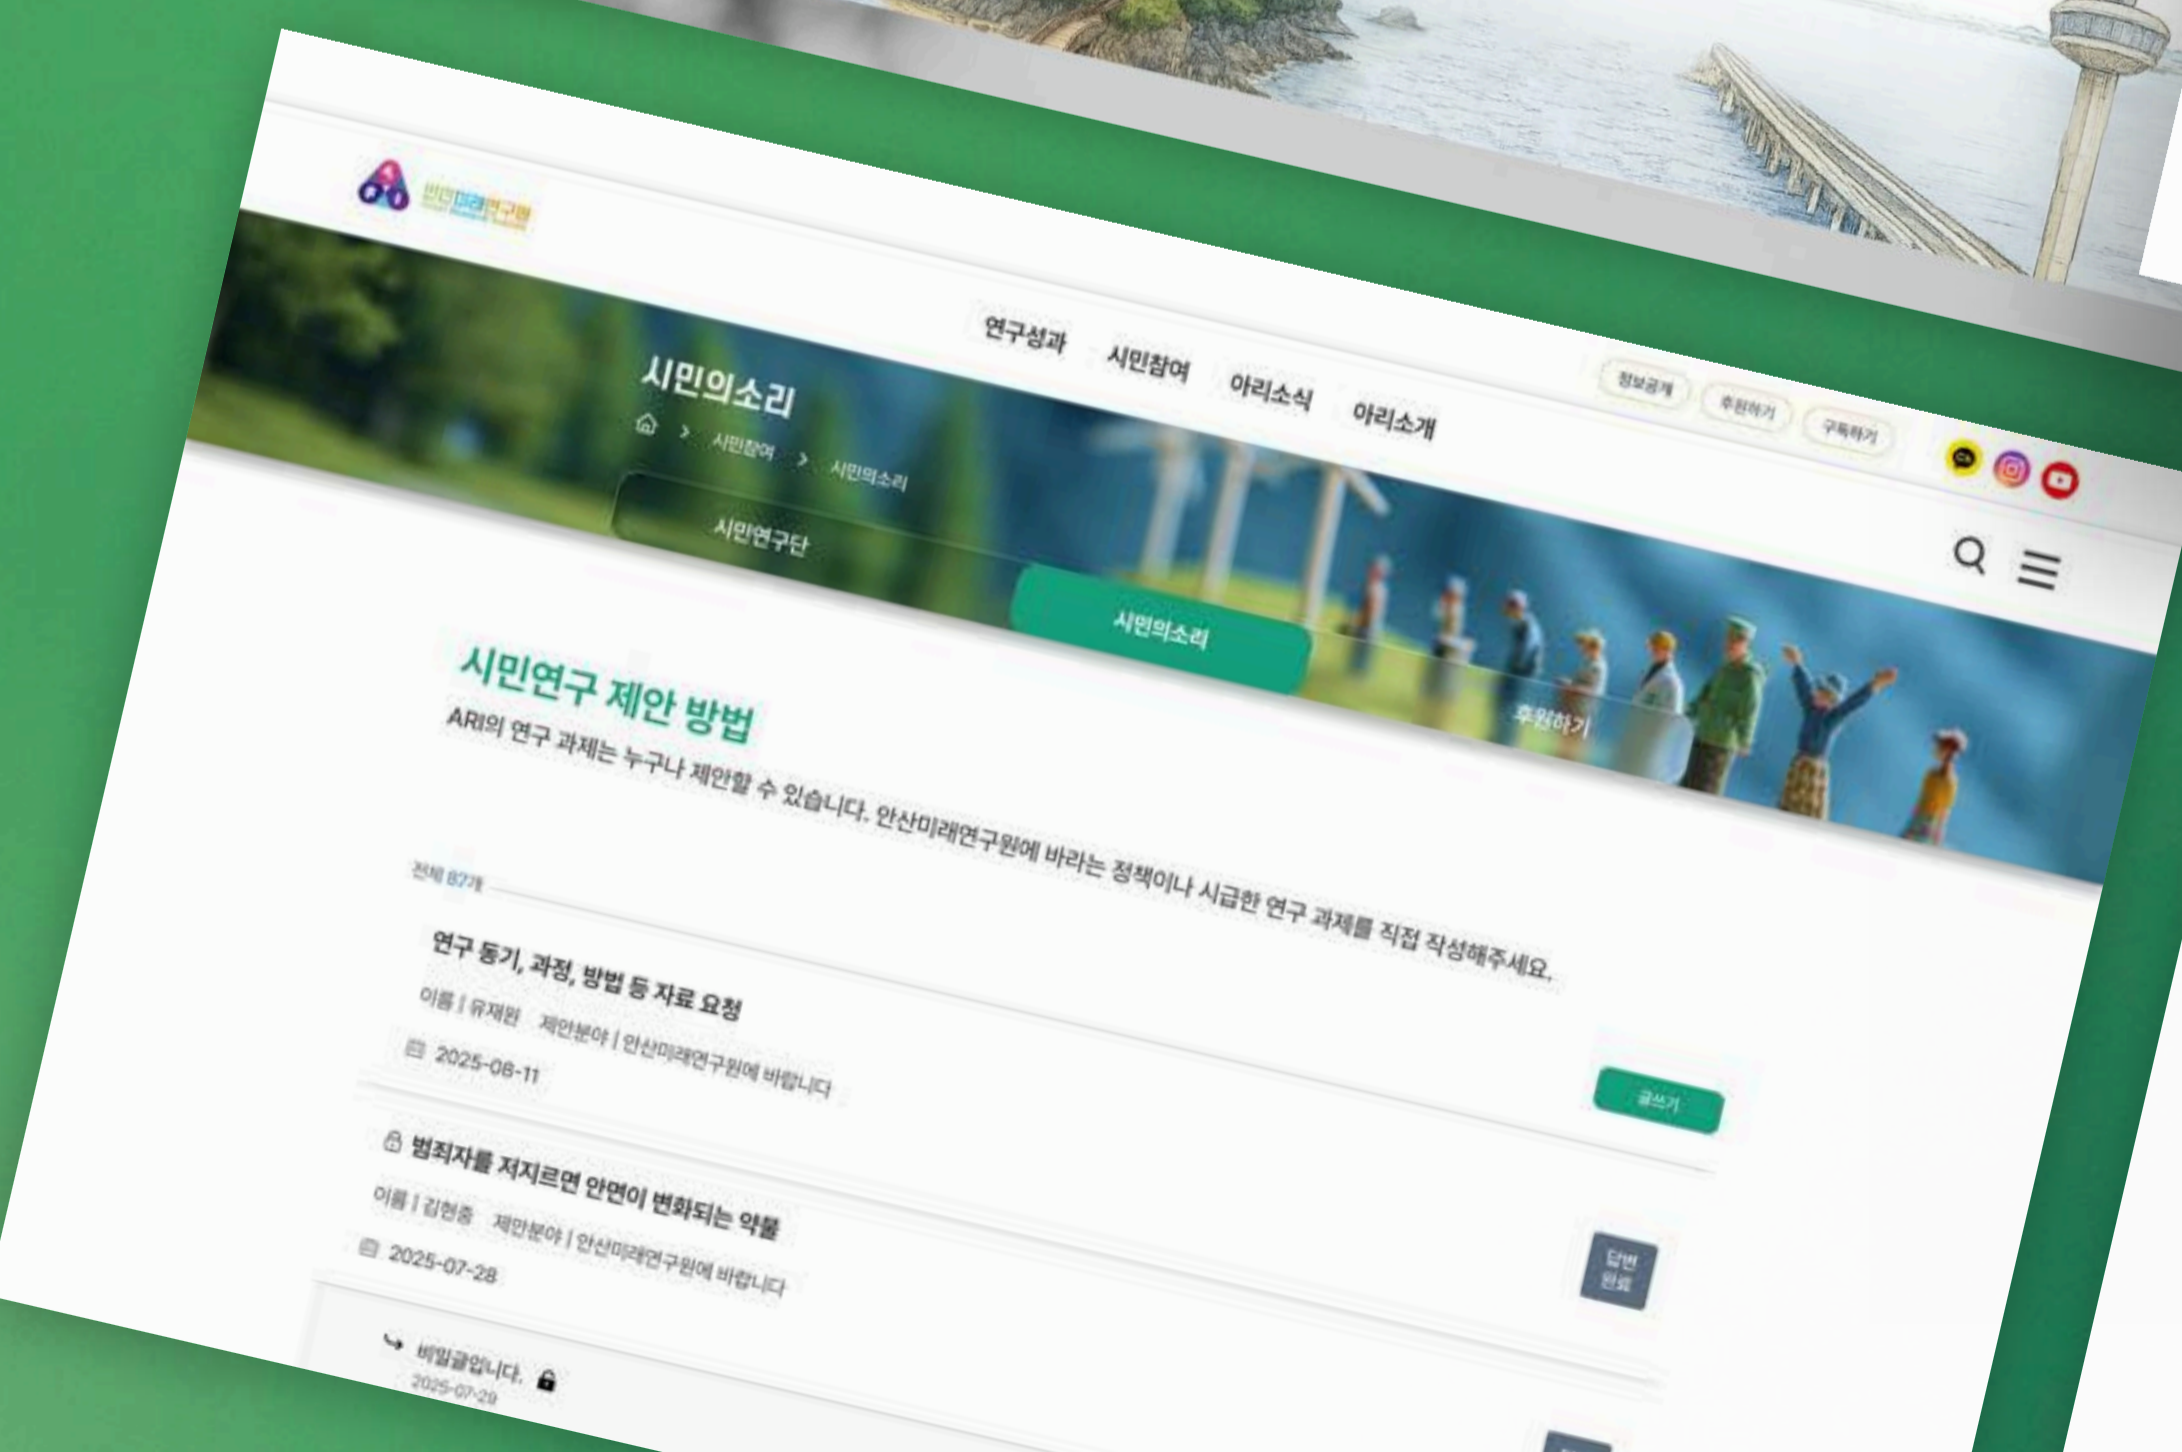 안산미래연구원
정보공개
후원하기
구독하기
연구성과
시민참여
아리소식
아리소개
시민의소리
시민참여
시민의소리
시민연구단
시민의소리
후원하기
시민연구 제안 방법
ARI의 연구 과제는 누구나 제안할 수 있습니다. 안산미래연구원에 바라는 정책이나 시급한 연구 과제를 직접 작성해주세요.
전체 87개
글쓰기
연구 동기, 과정, 방법 등 자료 요청
이름 | 유재원 제안분야 | 안산미래연구원에 바랍니다
2025-08-11
답변
완료
범죄자를 저지르면 안면이 변화되는 약물
이름 | 김현중 제안분야 | 안산미래연구원에 바랍니다
2025-07-28
비밀글입니다.
2025-07-29